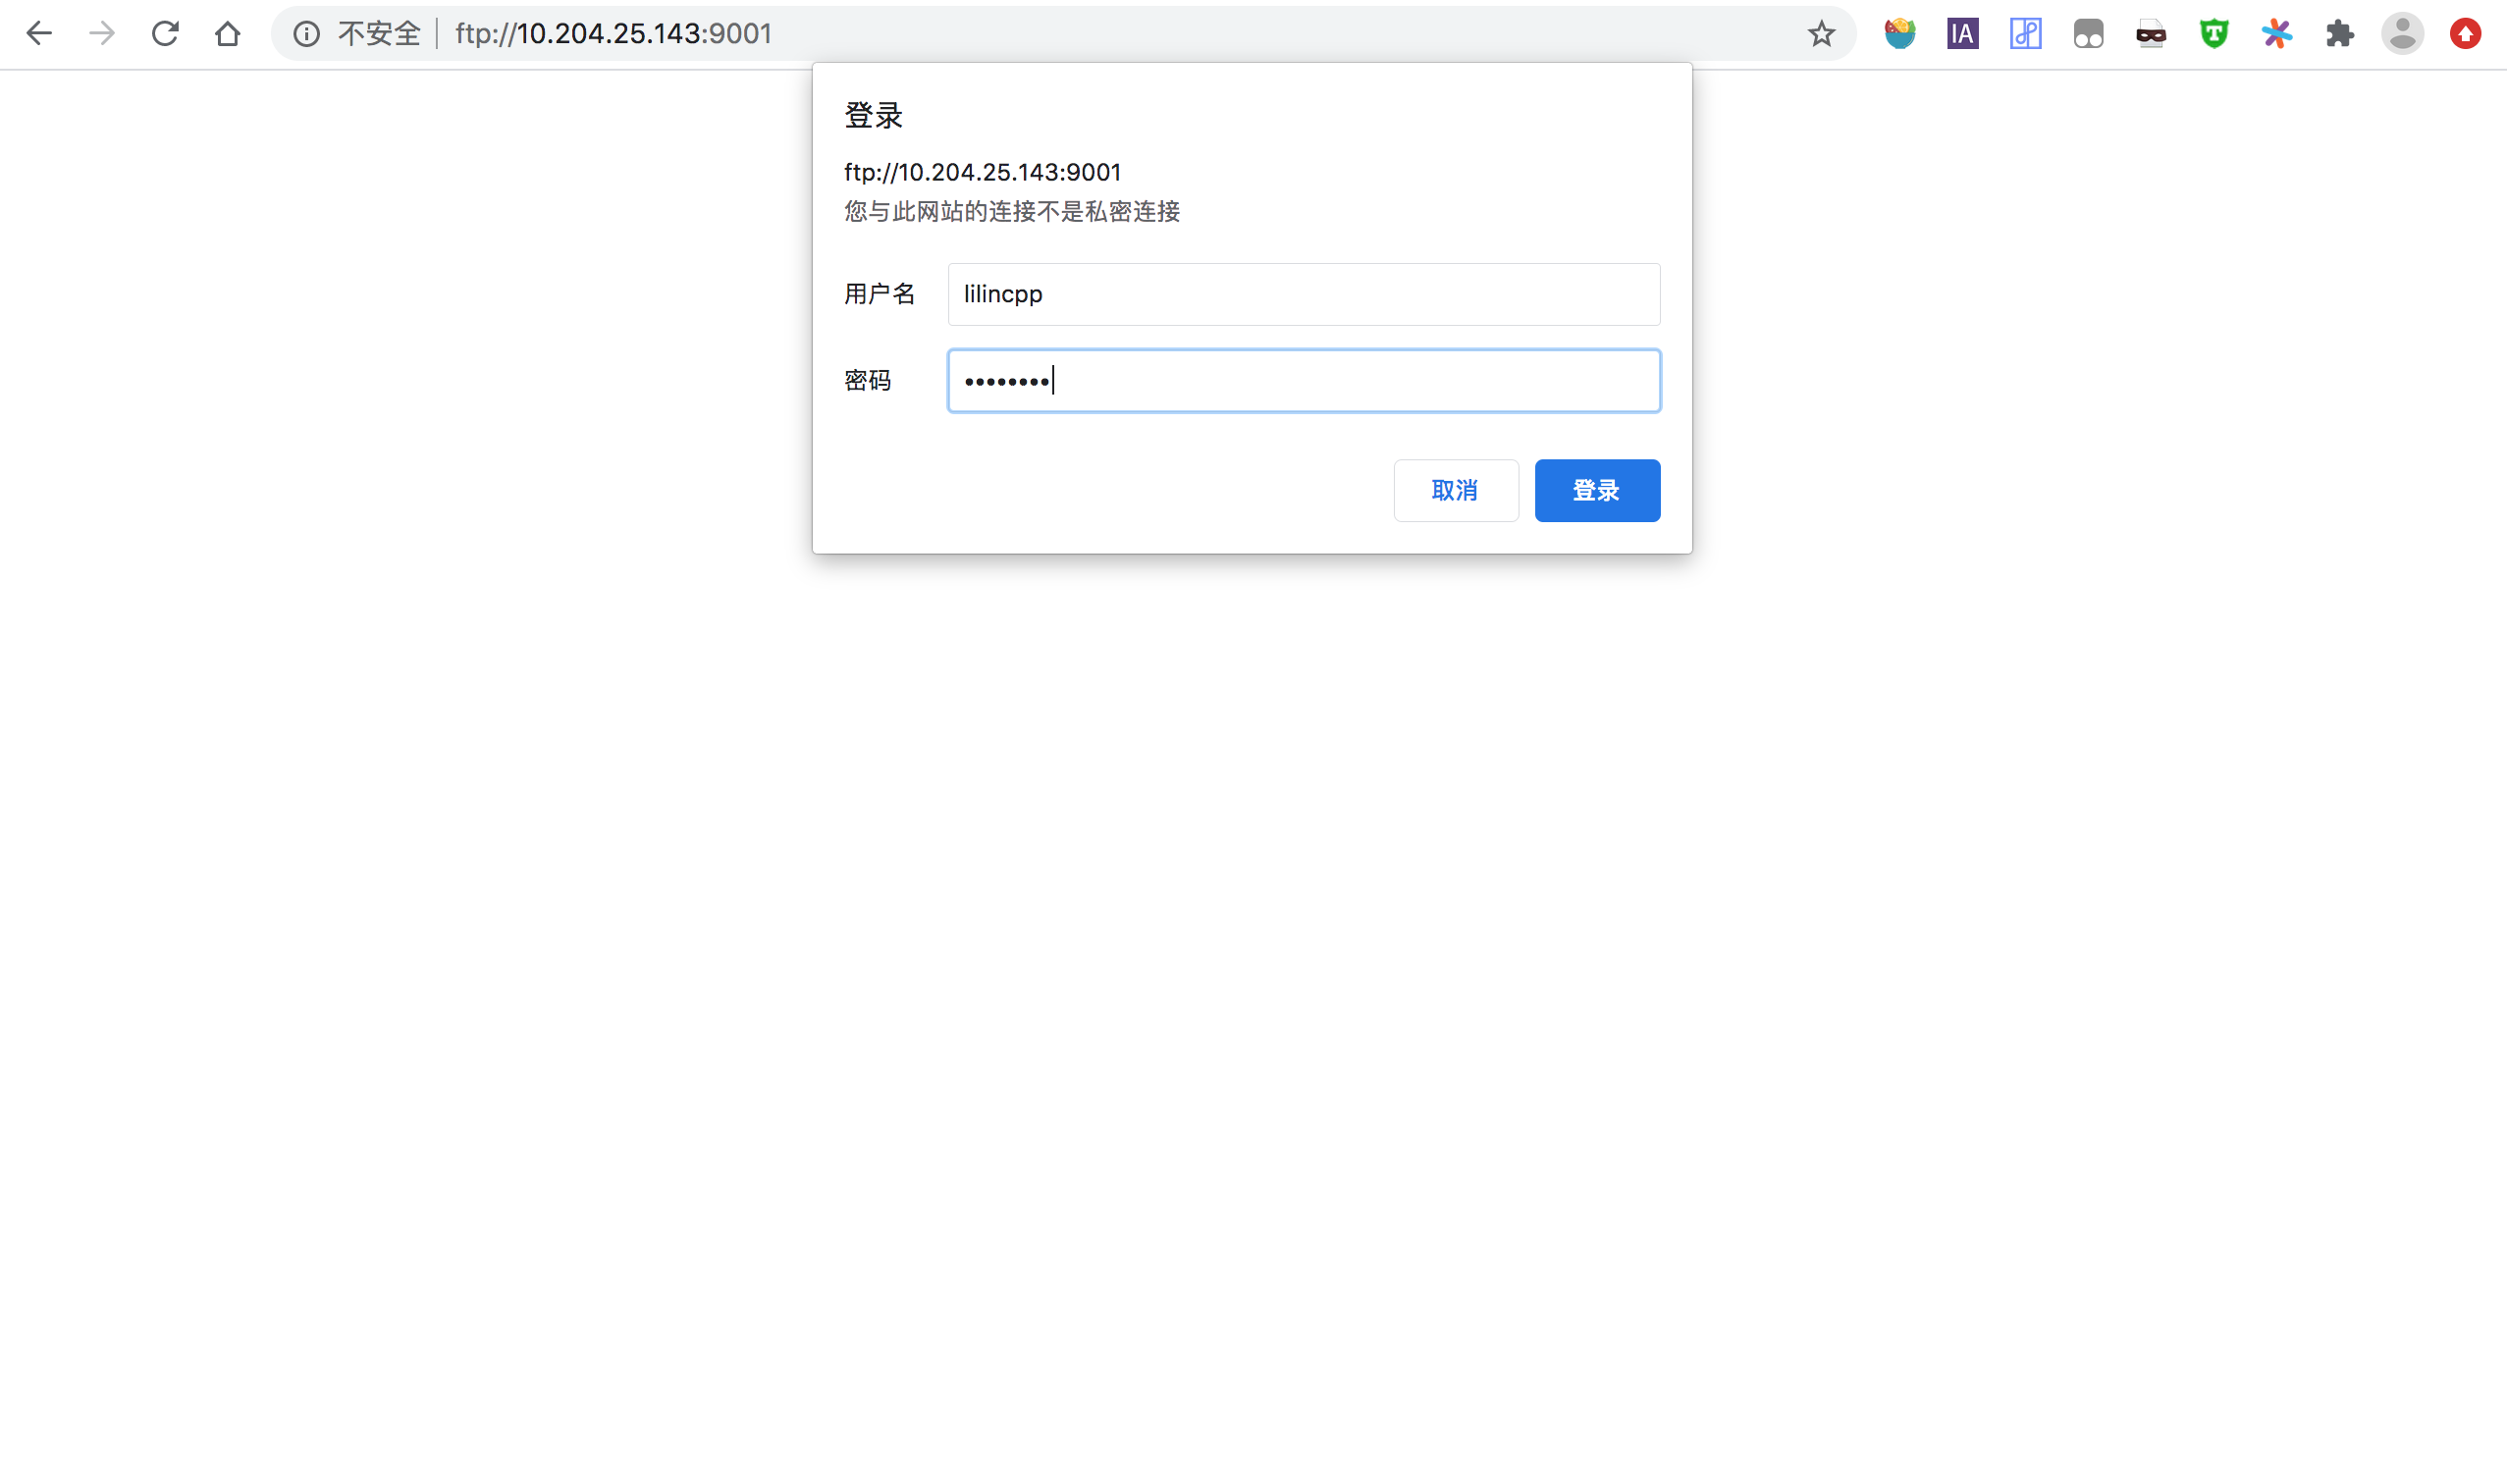 不安全 ftp://10.204.25.143:9001
IA
T
登录
ftp://10.204.25.143:9001
您与此网站的连接不是私密连接
用户名 lilincpp
密码 ••••••••
取消 登录